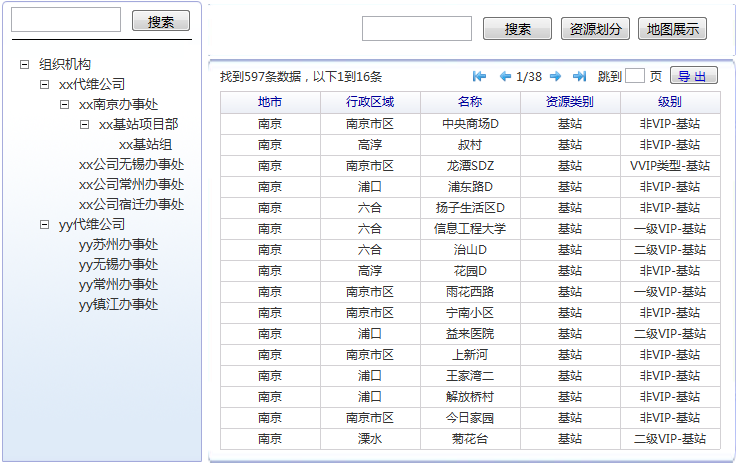 搜索
组织机构
xx代维公司
xx南京办事处
xx基站项目部
xx基站组
xx公司无锡办事处
xx公司常州办事处
xx公司宿迁办事处
yy代维公司
yy苏州办事处
yy无锡办事处
yy常州办事处
yy镇江办事处
搜索 资源划分 地图展示
找到597条数据，以下1到16条 1/38 跳到 页 导 出
地市 行政区域 名称 资源类别 级别
南京 南京市区 中央商场D 基站 非VIP-基站
南京 高淳 叔村 基站 非VIP-基站
南京 南京市区 龙潭SDZ 基站 VVIP类型-基站
南京 浦口 浦东路D 基站 非VIP-基站
南京 六合 扬子生活区D 基站 非VIP-基站
南京 六合 信息工程大学 基站 一级VIP-基站
南京 六合 冶山D 基站 二级VIP-基站
南京 高淳 花园D 基站 非VIP-基站
南京 南京市区 雨花西路 基站 一级VIP-基站
南京 南京市区 宁南小区 基站 非VIP-基站
南京 浦口 益来医院 基站 二级VIP-基站
南京 南京市区 上新河 基站 非VIP-基站
南京 浦口 王家湾二 基站 非VIP-基站
南京 浦口 解放桥村 基站 非VIP-基站
南京 南京市区 今日家园 基站 非VIP-基站
南京 溧水 菊花台 基站 二级VIP-基站